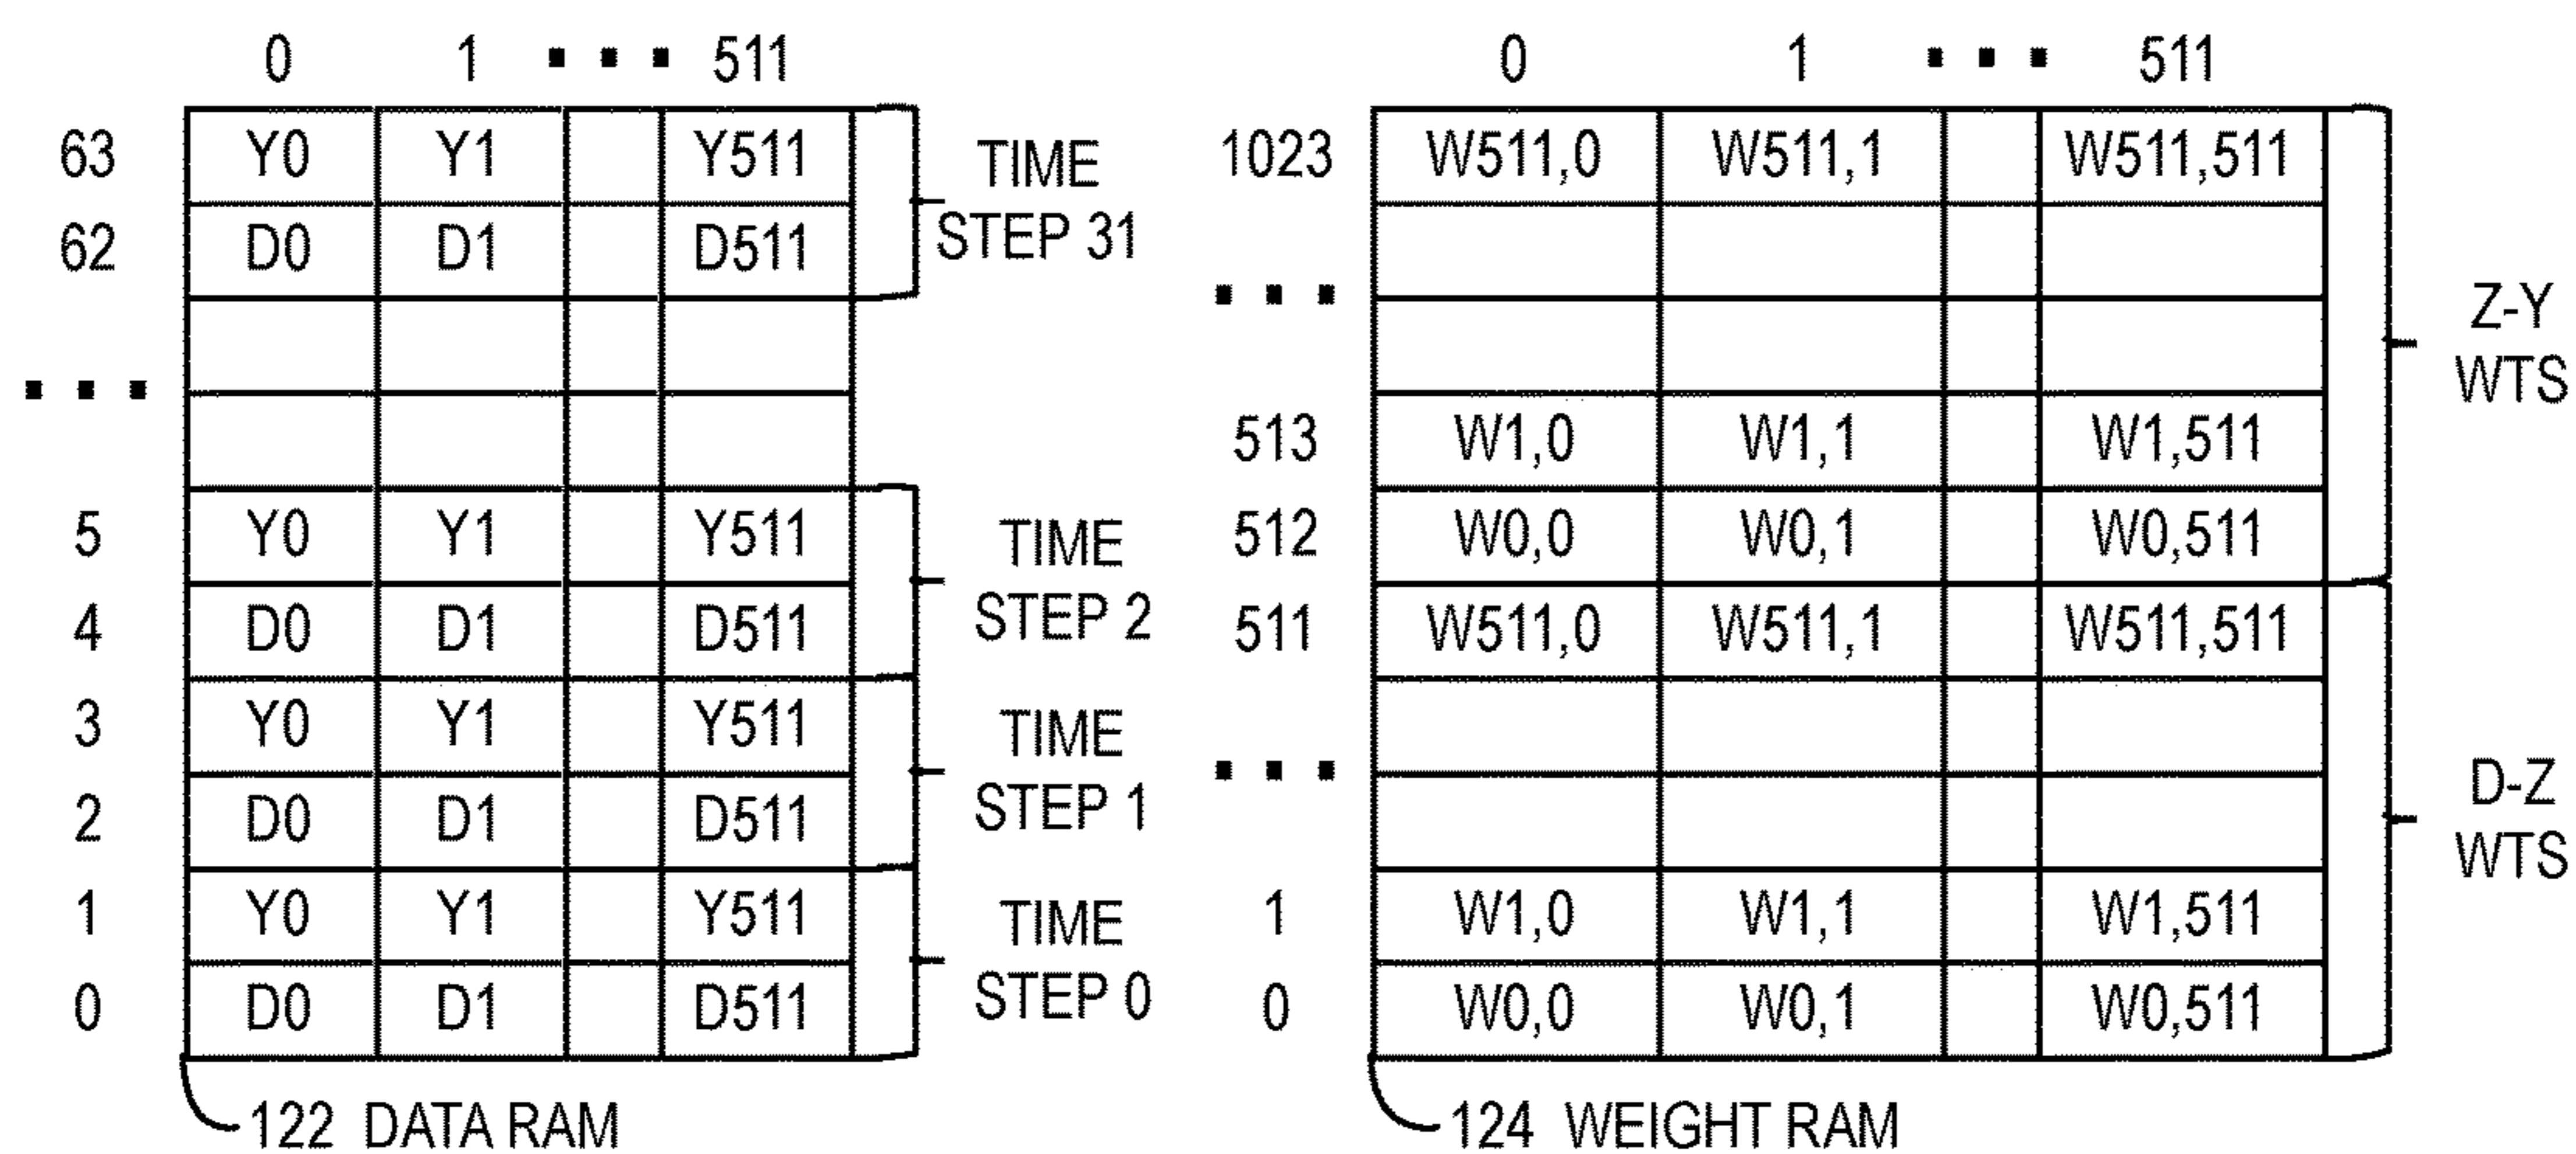 0 1 ... 511
63 Y0 Y1 Y511
62 D0 D1 D511
TIME
STEP 31
...
5 Y0 Y1 Y511
4 D0 D1 D511
TIME
STEP 2
3 Y0 Y1 Y511
2 D0 D1 D511
TIME
STEP 1
1 Y0 Y1 Y511
0 D0 D1 D511
TIME
STEP 0
122 DATA RAM
0 1 ... 511
1023 W511,0 W511,1 W511,511
...
513 W1,0 W1,1 W1,511
512 W0,0 W0,1 W0,511
Z-Y
WTS
511 W511,0 W511,1 W511,511
...
1 W1,0 W1,1 W1,511
0 W0,0 W0,1 W0,511
D-Z
WTS
124 WEIGHT RAM